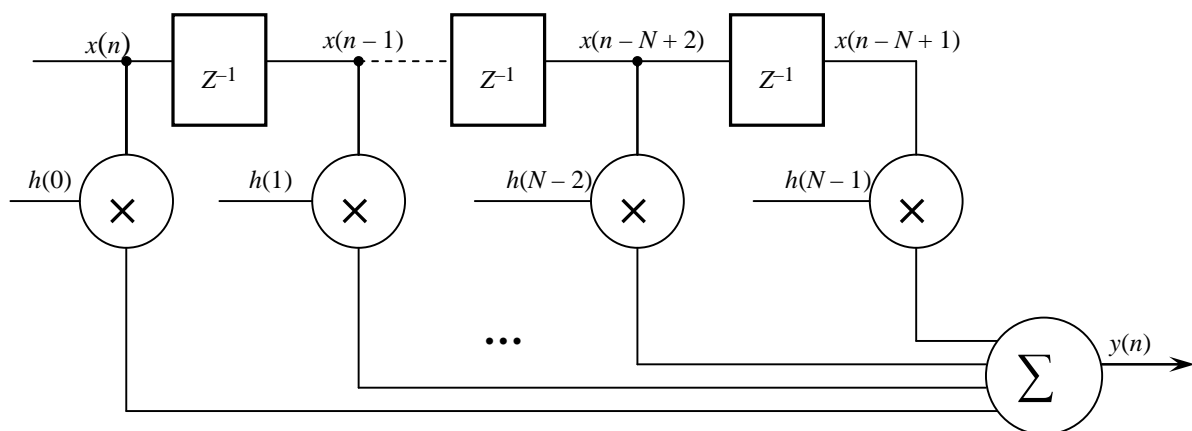 x(n) x(n – 1) x(n – N + 2) x(n – N + 1)
Z⁻¹ Z⁻¹ Z⁻¹
h(0) h(1) h(N – 2) h(N – 1)
× × × ×
...
y(n)
Σ